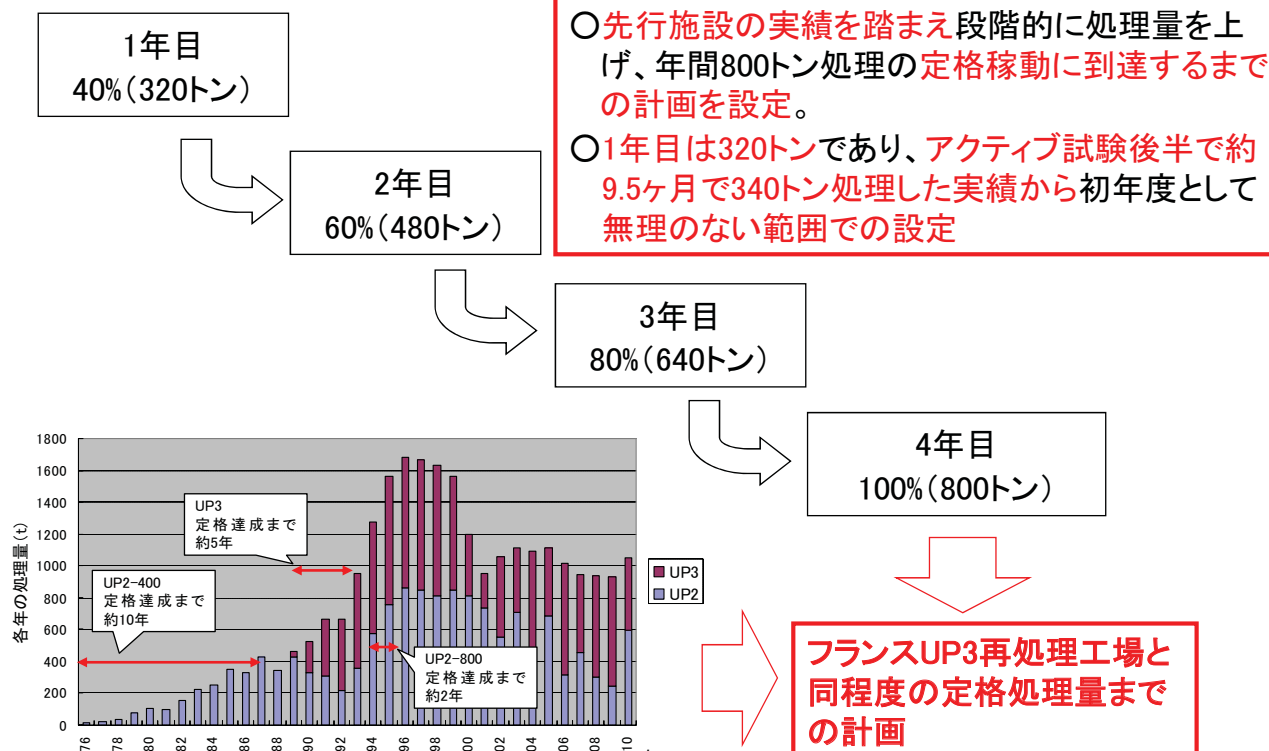 1年目
40%(320トン)
○先行施設の実績を踏まえ段階的に処理量を上
げ、年間800トン処理の定格稼動に到達するまで
の計画を設定。
○1年目は320トンであり、アクティブ試験後半で約
9.5ヶ月で340トン処理した実績から初年度として
無理のない範囲での設定
2年目
60%(480トン)
3年目
80%(640トン)
4年目
100%(800トン)
各年の処理量(t)
1800
1600
1400
1200
1000
800
600
400
200
0
UP3
定格達成まで
約5年
UP2-400
定格達成まで
約10年
UP2-800
定格達成まで
約2年
UP3
UP2
76
78
80
82
84
86
88
90
92
94
96
98
00
02
04
06
08
10
フランスUP3再処理工場と
同程度の定格処理量まで
の計画